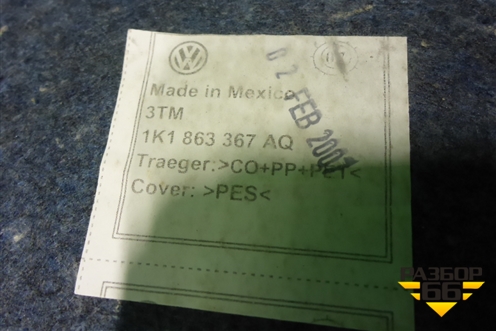 Made in Mexico
3TM
1K1 863 367 AQ
Traeger:>CO+PP+PET<
Cover: >PES<
02 FEB 2007
РАЗБОР
66